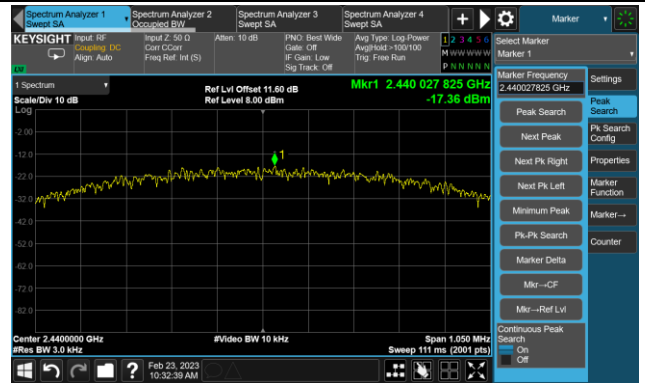 Spectrum Analyzer 1
Swept SA
Spectrum Analyzer 2
Occupied BW
Spectrum Analyzer 3
Swept SA
Spectrum Analyzer 4
Swept SA
Marker
KEYSIGHT
Input: RF
Coupling: DC
Align: Auto
Input Z: 50 Ω
Corr CCorr
Freq Ref: Int (S)
Atten: 10 dB
PNO: Best Wide
Gate: Off
IF Gain: Low
Sig Track: Off
Avg Type: Log-Power
Avg|Hold:>100/100
Trig: Free Run
1 2 3 4 5 6
M W W W W W
P N N N N N
Select Marker
Marker 1
1 Spectrum
Scale/Div 10 dB
Log
Ref Lvl Offset 11.60 dB
Ref Level 8.00 dBm
Mkr1 2.440 027 825 GHz
-17.36 dBm
1
-2.00
-12.0
-22.0
-32.0
-42.0
-52.0
-62.0
-72.0
-82.0
Center 2.4400000 GHz
#Res BW 3.0 kHz
#Video BW 10 kHz
Span 1.050 MHz
Sweep 111 ms (2001 pts)
Marker Frequency
2.440027825 GHz
Peak Search
Next Peak
Next Pk Right
Next Pk Left
Minimum Peak
Pk-Pk Search
Marker Delta
Mkr→CF
Mkr→Ref Lvl
Continuous Peak
Search
On
Off
Settings
Peak
Search
Pk Search
Config
Properties
Marker
Function
Marker→
Counter
?
Feb 23, 2023
10:32:39 AM